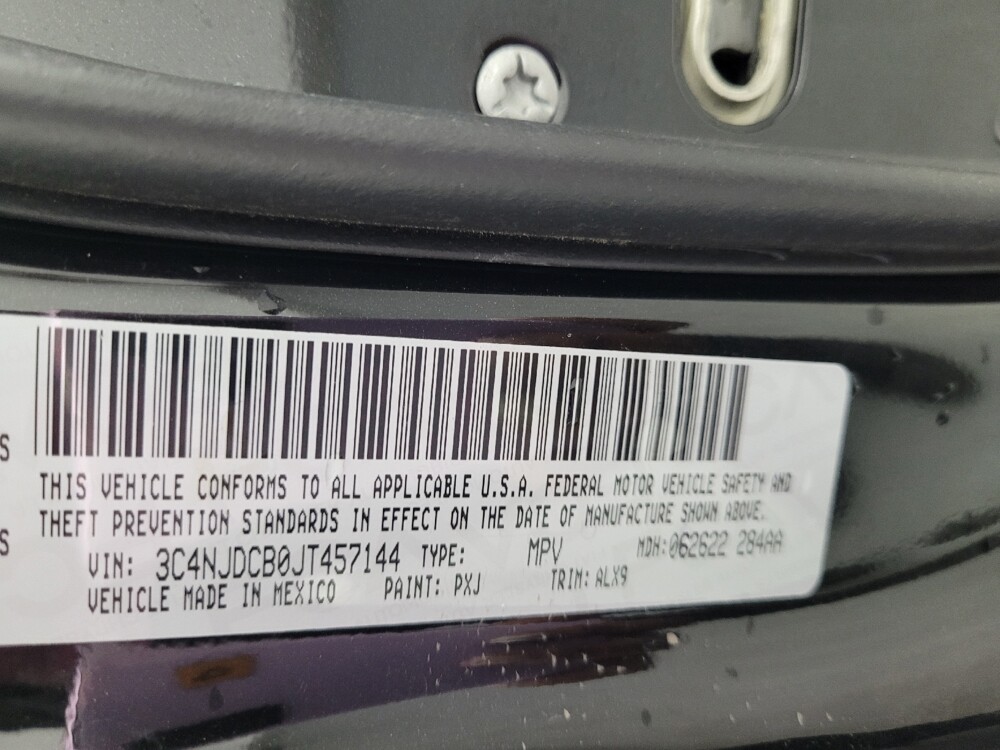 S
THIS VEHICLE CONFORMS TO ALL APPLICABLE U.S.A. FEDERAL MOTOR VEHICLE SAFETY AND
S THEFT PREVENTION STANDARDS IN EFFECT ON THE DATE OF MANUFACTURE SHOWN ABOVE.
VIN: 3C4NJDCB0JT457144 TYPE: MPV MDH:062622 284AA
VEHICLE MADE IN MEXICO PAINT: PXJ TRIM: ALX9